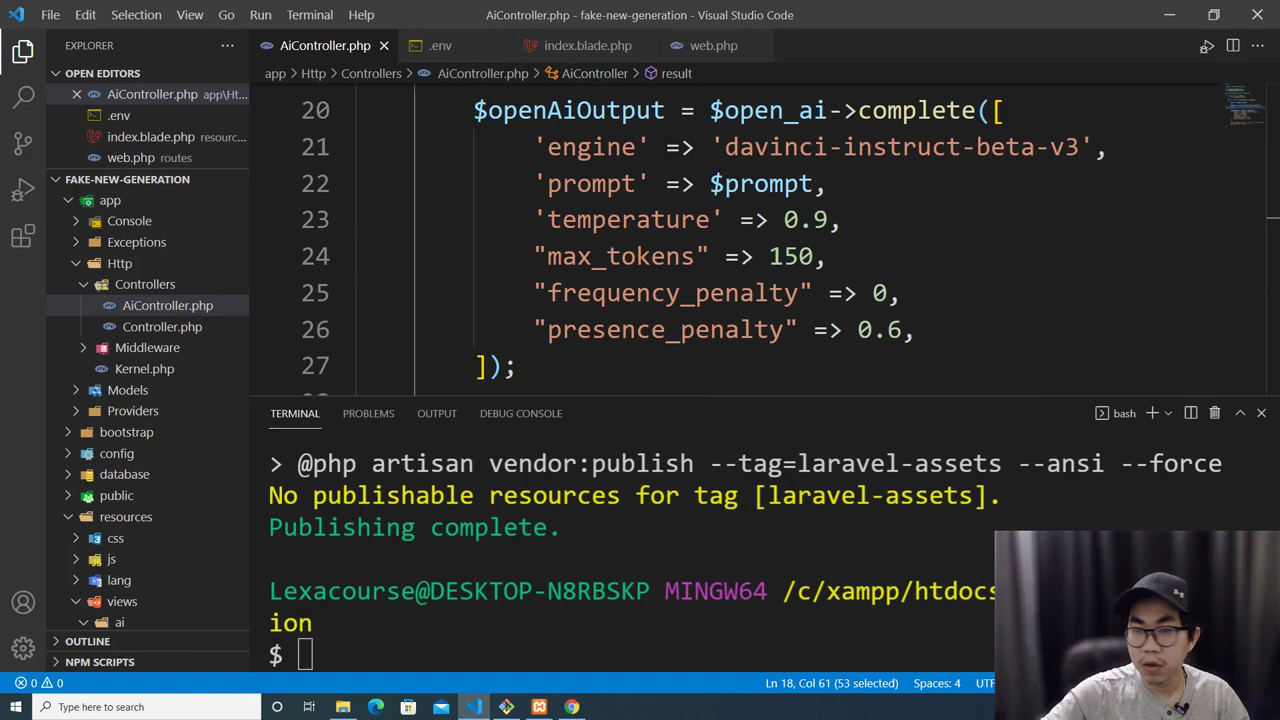 File Edit Selection View Go Run Terminal Help
AiController.php - fake-new-generation - Visual Studio Code
EXPLORER
OPEN EDITORS
AiController.php app\Ht...
.env
index.blade.php resourc...
web.php routes
FAKE-NEW-GENERATION
app
Console
Exceptions
Http
Controllers
AiController.php
Controller.php
Middleware
Kernel.php
Models
Providers
bootstrap
config
database
public
resources
css
js
lang
views
ai
OUTLINE
NPM SCRIPTS
AiController.php .env index.blade.php web.php
app > Http > Controllers > AiController.php > AiController > result
20 $openAiOutput = $open_ai->complete([
21 'engine' => 'davinci-instruct-beta-v3',
22 'prompt' => $prompt,
23 'temperature' => 0.9,
24 "max_tokens" => 150,
25 "frequency_penalty" => 0,
26 "presence_penalty" => 0.6,
27 ]);
TERMINAL PROBLEMS OUTPUT DEBUG CONSOLE
bash
> @php artisan vendor:publish --tag=laravel-assets --ansi --force
No publishable resources for tag [laravel-assets].
Publishing complete.
Lexacourse@DESKTOP-N8RBSKP MINGW64 /c/xampp/htdocs
ion
$
0 0
Ln 18, Col 61 (53 selected) Spaces: 4 UTF
Type here to search